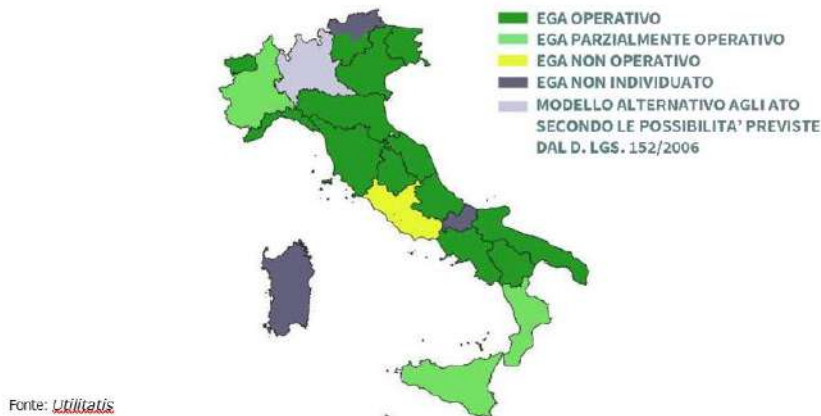 EGA OPERATIVO
EGA PARZIALMENTE OPERATIVO
EGA NON OPERATIVO
EGA NON INDIVIDUATO
MODELLO ALTERNATIVO AGLI ATO
SECONDO LE POSSIBILITA' PREVISTE
DAL D. LGS. 152/2006
Fonte: Utilitatis